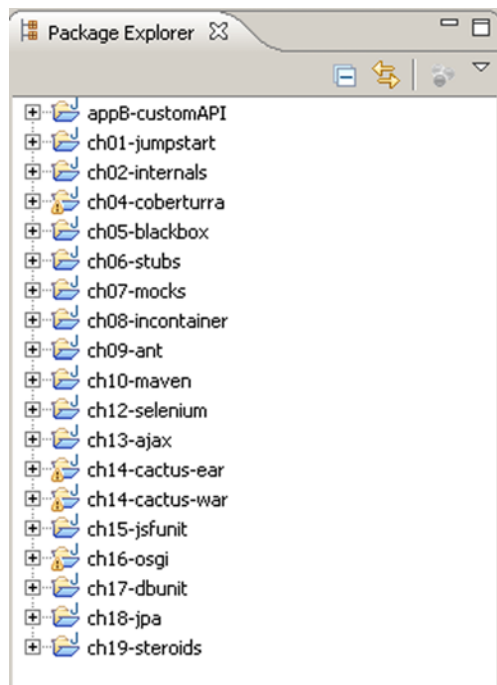 Package Explorer
appB-customAPI
ch01-jumpstart
ch02-internals
ch04-coberturra
ch05-blackbox
ch06-stubs
ch07-mocks
ch08-incontainer
ch09-ant
ch10-maven
ch12-selenium
ch13-ajax
ch14-cactus-ear
ch14-cactus-war
ch15-jsfunit
ch16-osgi
ch17-dbunit
ch18-jpa
ch19-steroids